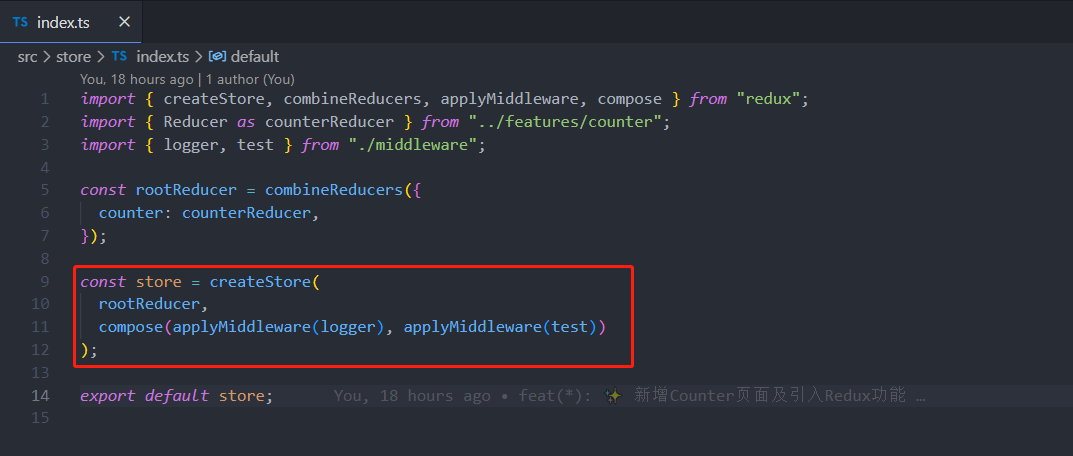 TS index.ts ×
src > store > TS index.ts > default
You, 18 hours ago | 1 author (You)
1 import { createStore, combineReducers, applyMiddleware, compose } from "redux";
2 import { Reducer as counterReducer } from "../features/counter";
3 import { logger, test } from "./middleware";
4
5 const rootReducer = combineReducers({
6 counter: counterReducer,
7 });
8
9 const store = createStore(
10 rootReducer,
11 compose(applyMiddleware(logger), applyMiddleware(test))
12 );
13
14 export default store; You, 18 hours ago • feat(*): ✨ 新增Counter页面及引入Redux功能 …
15